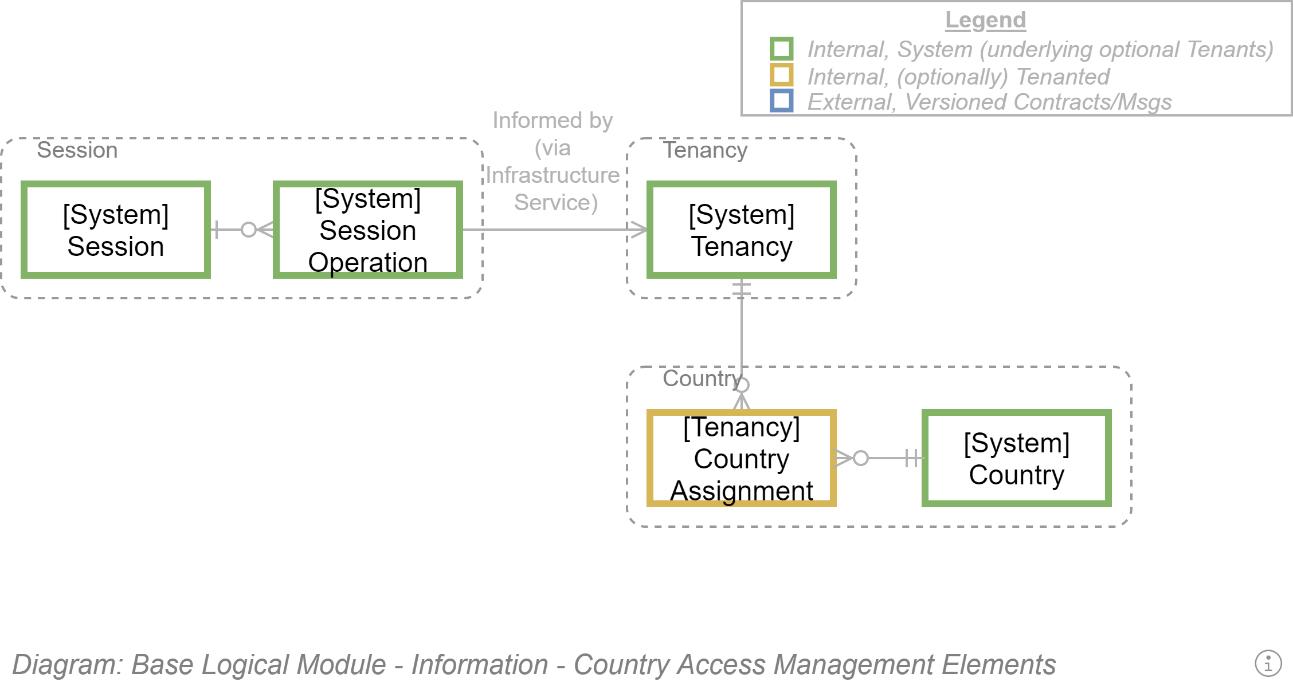 Legend
Internal, System (underlying optional Tenants)
Internal, (optionally) Tenanted
External, Versioned Contracts/Msgs
Session
[System]
Session
[System]
Session
Operation
Informed by
(via
Infrastructure
Service)
Tenancy
[System]
Tenancy
Country
[Tenancy]
Country
Assignment
[System]
Country
Diagram: Base Logical Module - Information - Country Access Management Elements